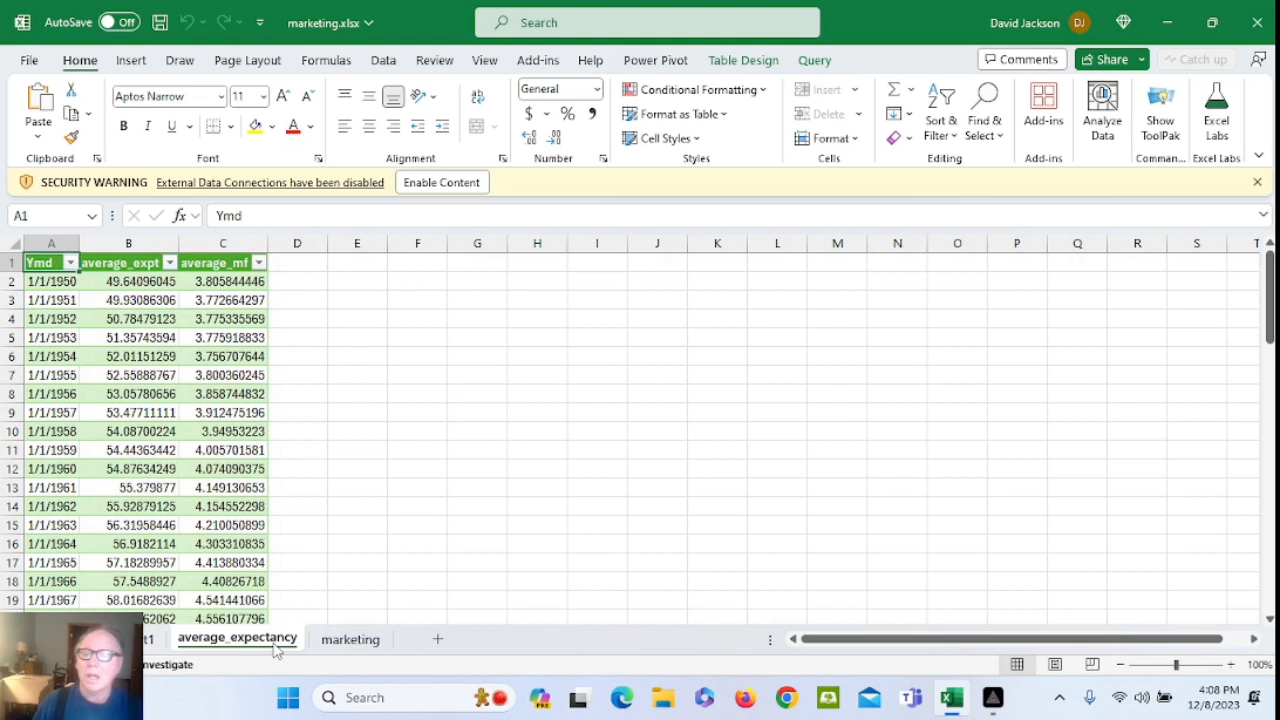 AutoSave Off marketing.xlsx Search David Jackson DJ
File Home Insert Draw Page Layout Formulas Data Review View Add-ins Help Power Pivot Table Design Query Comments Share Catch up
Paste Aptos Narrow 11 General Conditional Formatting Insert Sort & Filter Find & Select Add-ins Analyze Data Show ToolPak Excel Labs
Format as Table Delete
Cell Styles Format
Clipboard Font Alignment Number Styles Cells Editing Add-ins Comman... Excel Labs
SECURITY WARNING External Data Connections have been disabled Enable Content
A1 fx Ymd
A B C D E F G H I J K L M N O P Q R S T
1 Ymd average_expt average_mf
2 1/1/1950 49.64096045 3.805844446
3 1/1/1951 49.93086306 3.772664297
4 1/1/1952 50.78479123 3.775335569
5 1/1/1953 51.35743594 3.775918833
6 1/1/1954 52.01151259 3.756707644
7 1/1/1955 52.55888767 3.800360245
8 1/1/1956 53.05780656 3.858744832
9 1/1/1957 53.47711111 3.912475196
10 1/1/1958 54.08700224 3.94953223
11 1/1/1959 54.44363442 4.005701581
12 1/1/1960 54.87634249 4.074090375
13 1/1/1961 55.379877 4.149130653
14 1/1/1962 55.92879125 4.154552298
15 1/1/1963 56.31958446 4.210050899
16 1/1/1964 56.9182114 4.303310835
17 1/1/1965 57.18289957 4.413880334
18 1/1/1966 57.5488927 4.40826718
19 1/1/1967 58.01682639 4.541441066
62062 4.556107796
t1 average_expectancy marketing
nvestigate 100%
Search 4:08 PM
12/8/2023